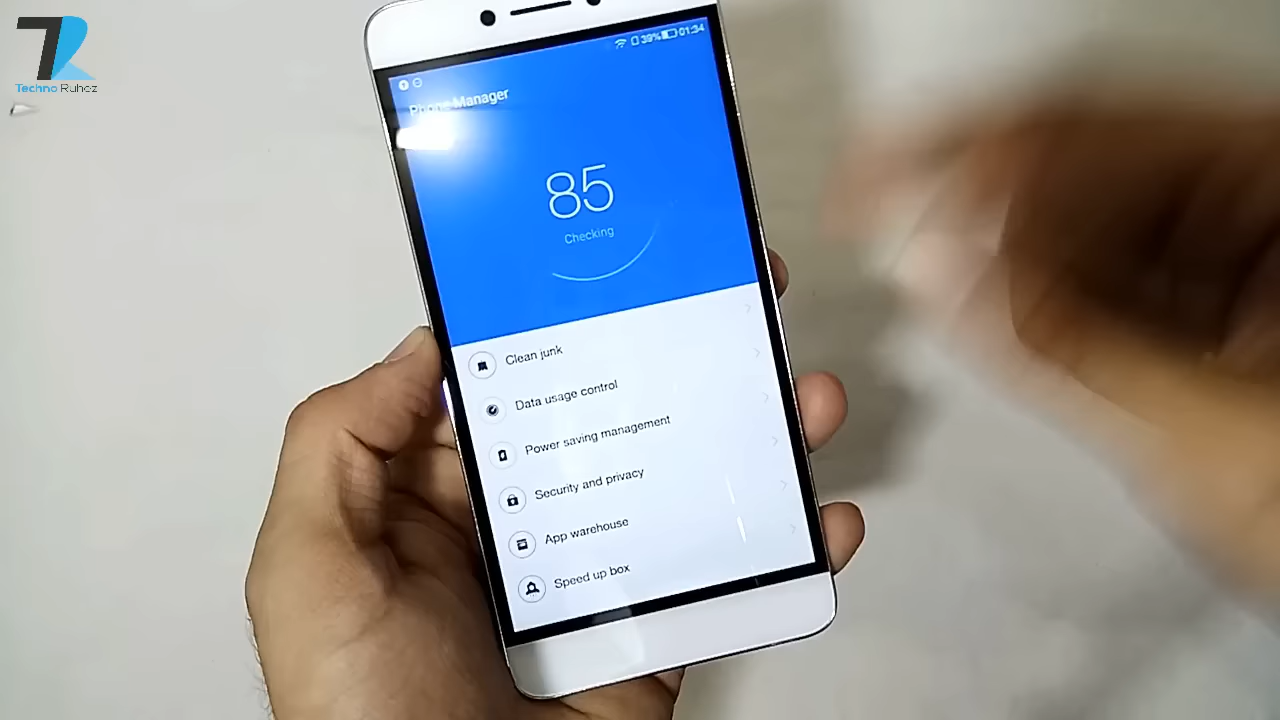 Techno Ruhez
39% 01:34
Phone Manager
85
Checking
Clean junk
Data usage control
Power saving management
Security and privacy
App warehouse
Speed up box